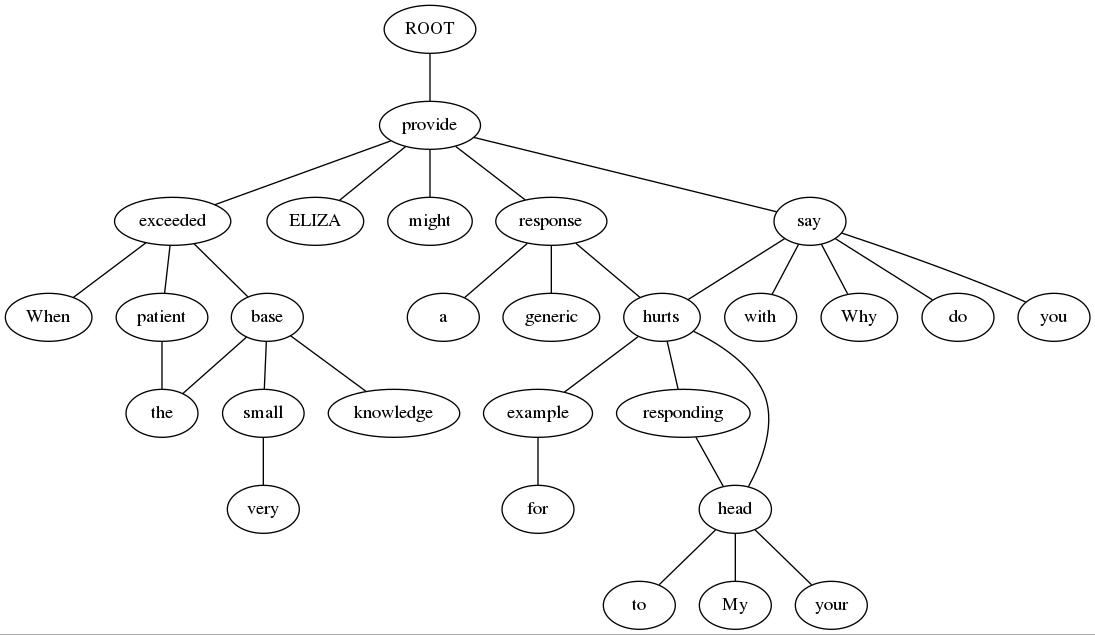 ROOT
provide
exceeded ELIZA might response say
When patient base a generic hurts with Why do you
the small knowledge example responding
very for head
to My your